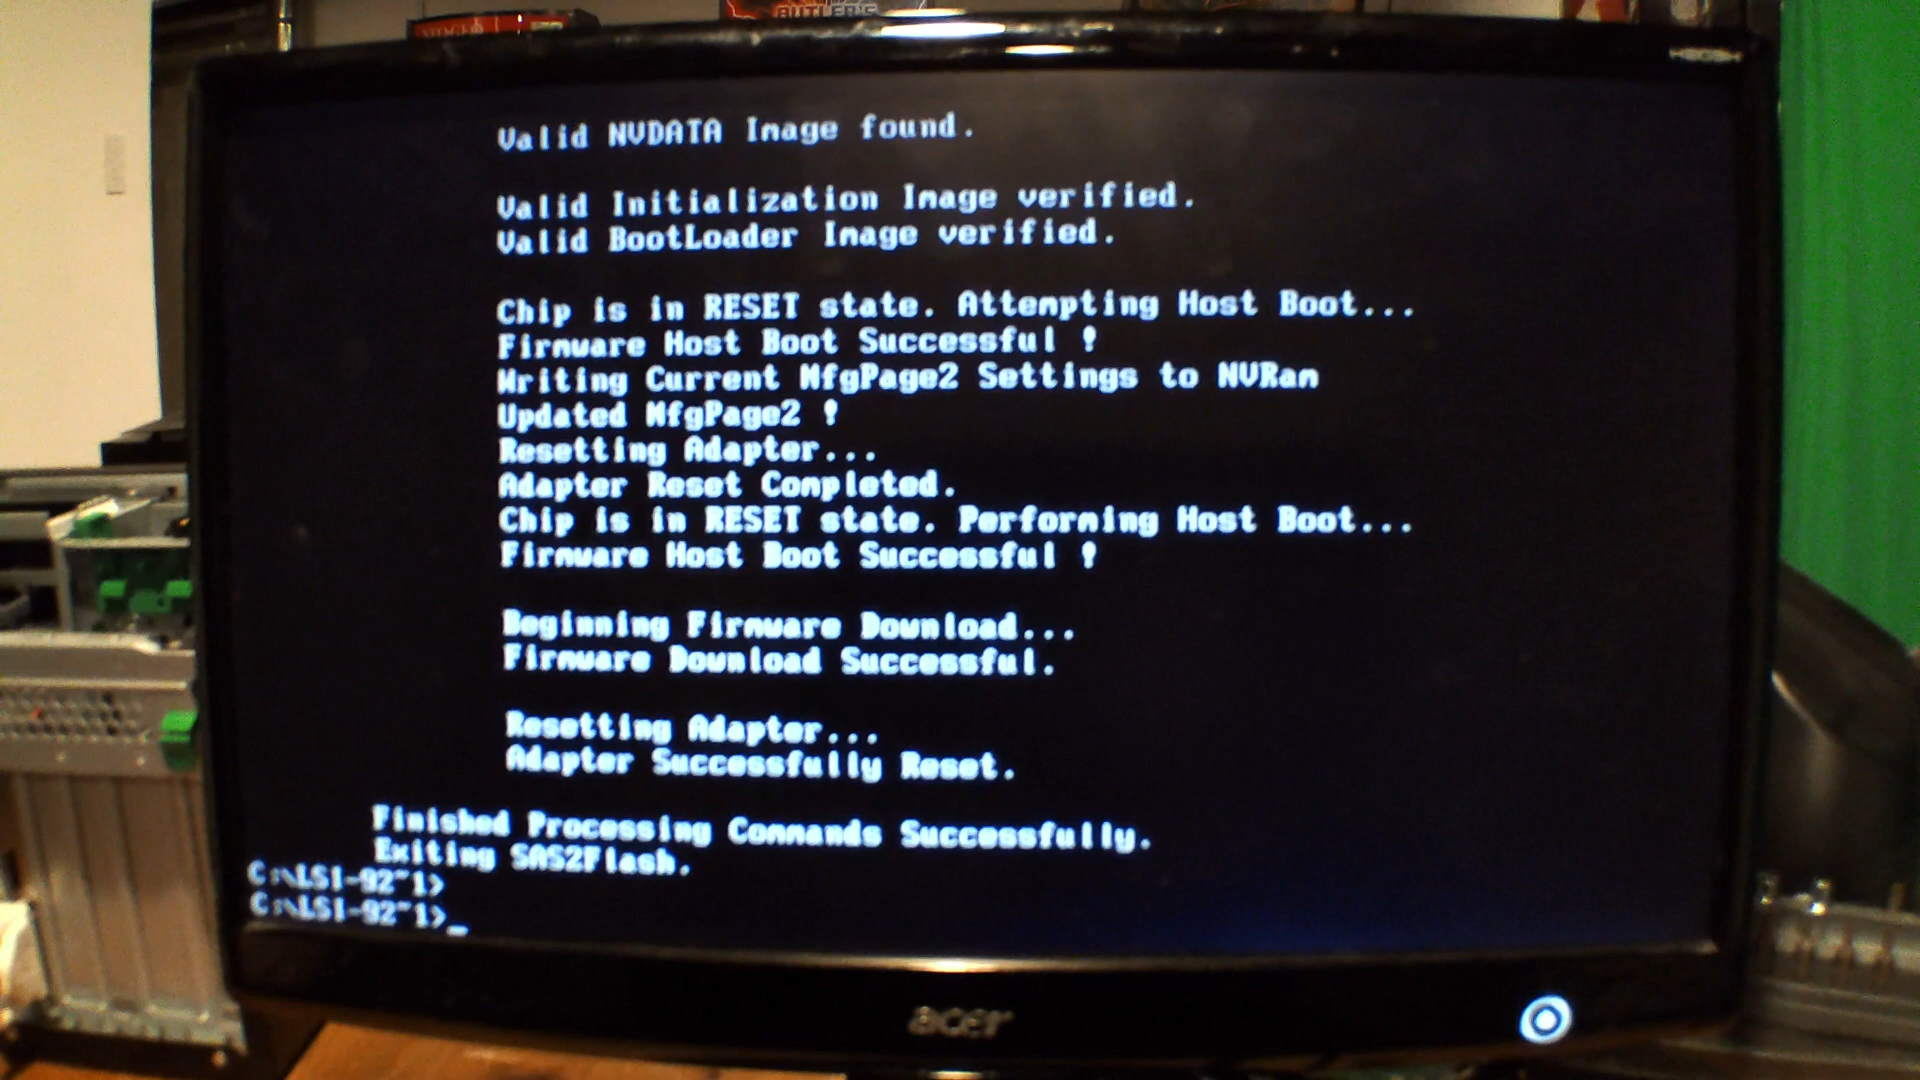 BUTLER'S
Valid NVDATA Image found.
Valid Initialization Image verified.
Valid BootLoader Image verified.
Chip is in RESET state. Attempting Host Boot...
Firmware Host Boot Successful !
Writing Current MfgPage2 Settings to NVRam
Updated MfgPage2 !
Resetting Adapter...
Adapter Reset Completed.
Chip is in RESET state. Performing Host Boot...
Firmware Host Boot Successful !
Beginning Firmware Download...
Firmware Download Successful.
Resetting Adapter...
Adapter Successfully Reset.
Finished Processing Commands Successfully.
Exiting SAS2Flash.
C:\LSI-92~1>
C:\LSI-92~1>_
acer